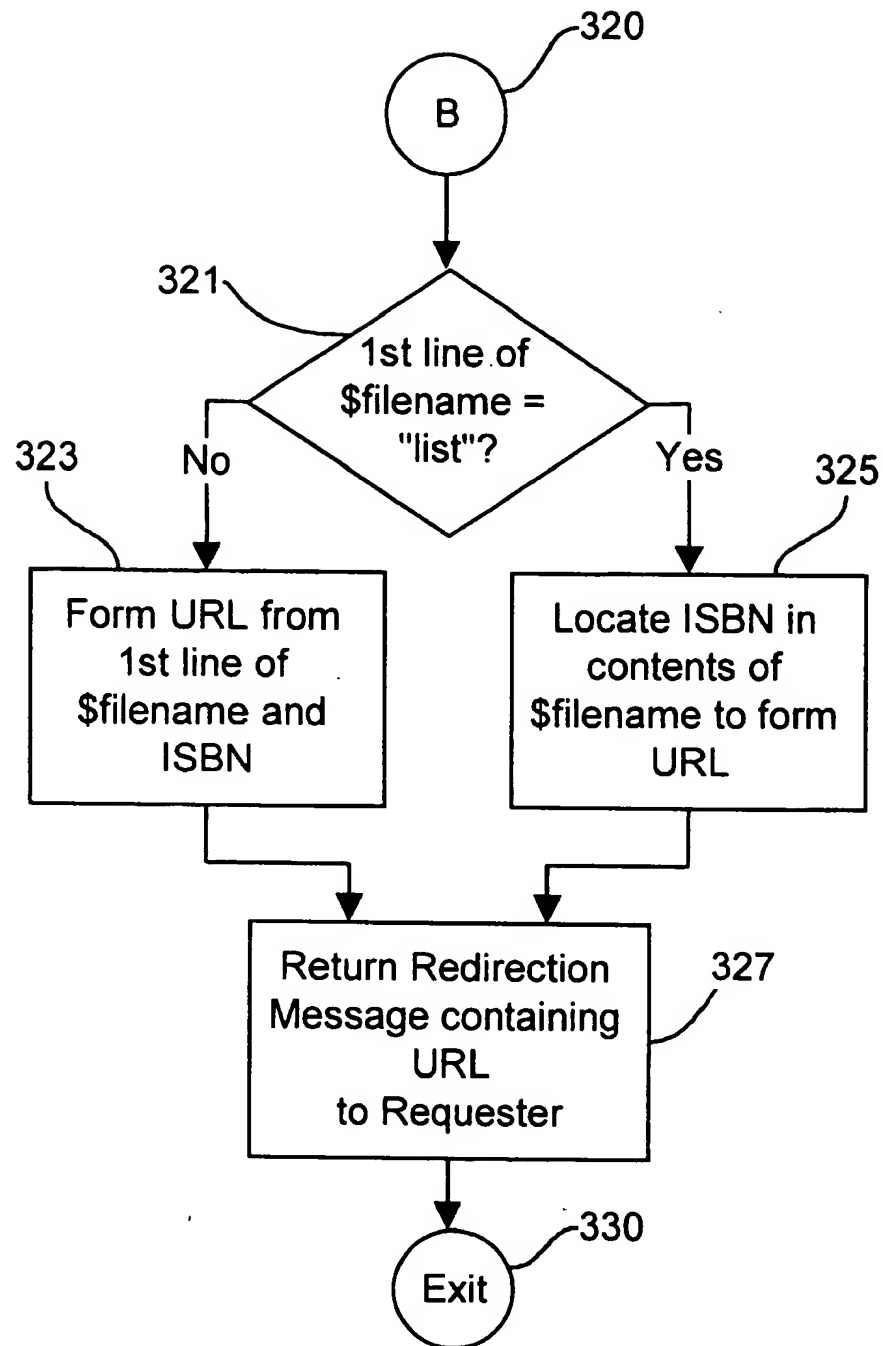 320
B
321
1st line of
$filename =
"list"?
No
Yes
323
325
Form URL from
1st line of
$filename and
ISBN
Locate ISBN in
contents of
$filename to form
URL
Return Redirection
Message containing
URL
to Requester
327
330
Exit